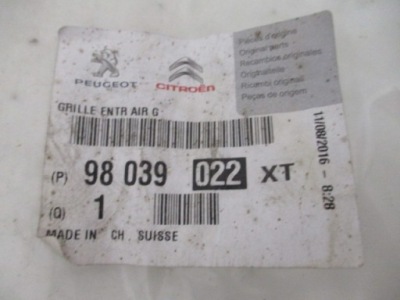 PEUGEOT
CITROËN
Pièces d'origine
Original parts
Recambios originales
Originalteile
Ricambi originali
Peças de origem
GRILLE ENTR AIR G
(P) 98 039 022 XT
(Q) 1
MADE IN CH. SUISSE
11/08/2016 - 8:28